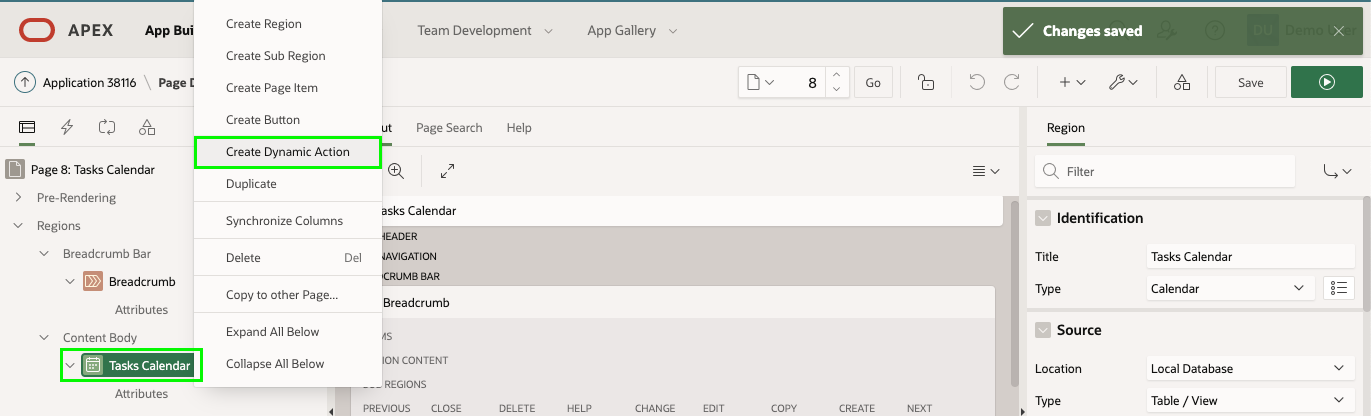 APEX
App Bui
Team Development
App Gallery
Changes saved
DU
Demo User
Application 38116
\
Page D
8
Go
Save
Create Region
Create Sub Region
Create Page Item
Create Button
Create Dynamic Action
Duplicate
Synchronize Columns
Delete Del
Copy to other Page...
Expand All Below
Collapse All Below
Page 8: Tasks Calendar
Pre-Rendering
Regions
Breadcrumb Bar
Breadcrumb
Attributes
Content Body
Tasks Calendar
Attributes
ut
Page Search
Help
Tasks Calendar
HEADER
NAVIGATION
DCRUMB BAR
Breadcrumb
MS
ION CONTENT
REGIONS
PREVIOUS CLOSE DELETE HELP CHANGE EDIT COPY CREATE NEXT
Region
Filter
Identification
Title Tasks Calendar
Type Calendar
Source
Location Local Database
Type Table / View